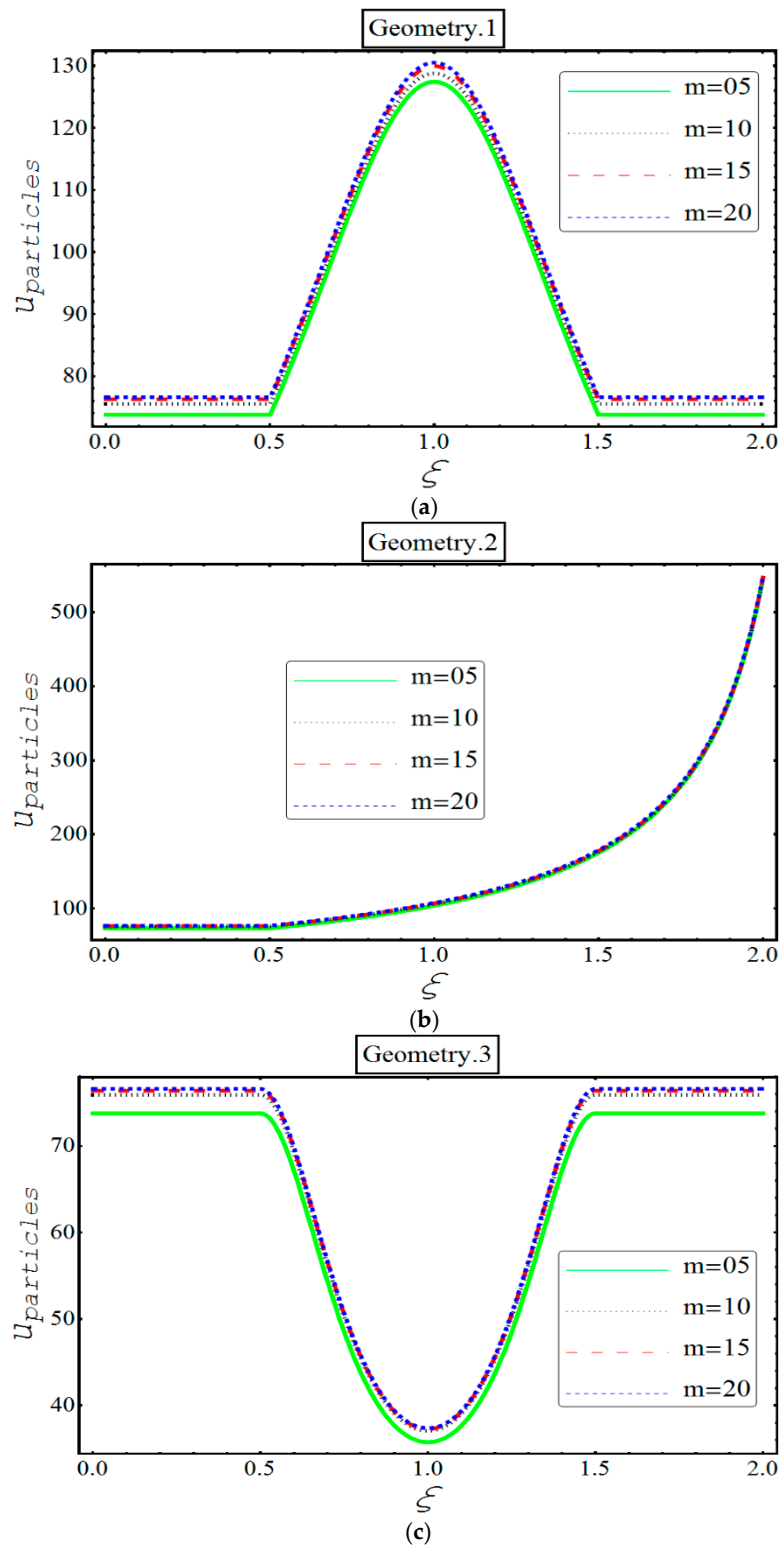 Geometry.1
130
120
110
100
90
80
u_particles
m=05
m=10
m=15
m=20
0.0 0.5 1.0 1.5 2.0
ξ
(a)
Geometry.2
500
400
300
200
100
u_particles
m=05
m=10
m=15
m=20
0.0 0.5 1.0 1.5 2.0
ξ
(b)
Geometry.3
70
60
50
40
u_particles
m=05
m=10
m=15
m=20
0.0 0.5 1.0 1.5 2.0
ξ
(c)